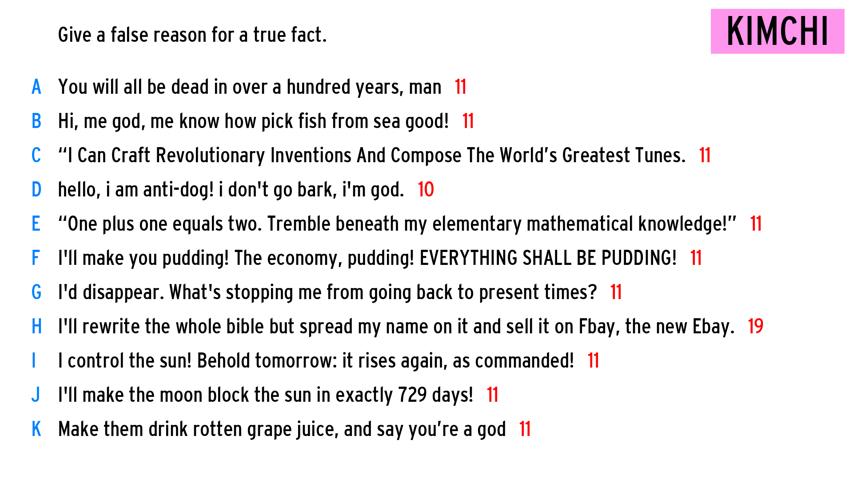 Give a false reason for a true fact.
KIMCHI
A You will all be dead in over a hundred years, man 11
B Hi, me god, me know how pick fish from sea good! 11
C “I Can Craft Revolutionary Inventions And Compose The World’s Greatest Tunes. 11
D hello, i am anti-dog! i don't go bark, i'm god. 10
E “One plus one equals two. Tremble beneath my elementary mathematical knowledge!” 11
F I'll make you pudding! The economy, pudding! EVERYTHING SHALL BE PUDDING! 11
G I'd disappear. What's stopping me from going back to present times? 11
H I'll rewrite the whole bible but spread my name on it and sell it on Fbay, the new Ebay. 19
I I control the sun! Behold tomorrow: it rises again, as commanded! 11
J I'll make the moon block the sun in exactly 729 days! 11
K Make them drink rotten grape juice, and say you’re a god 11